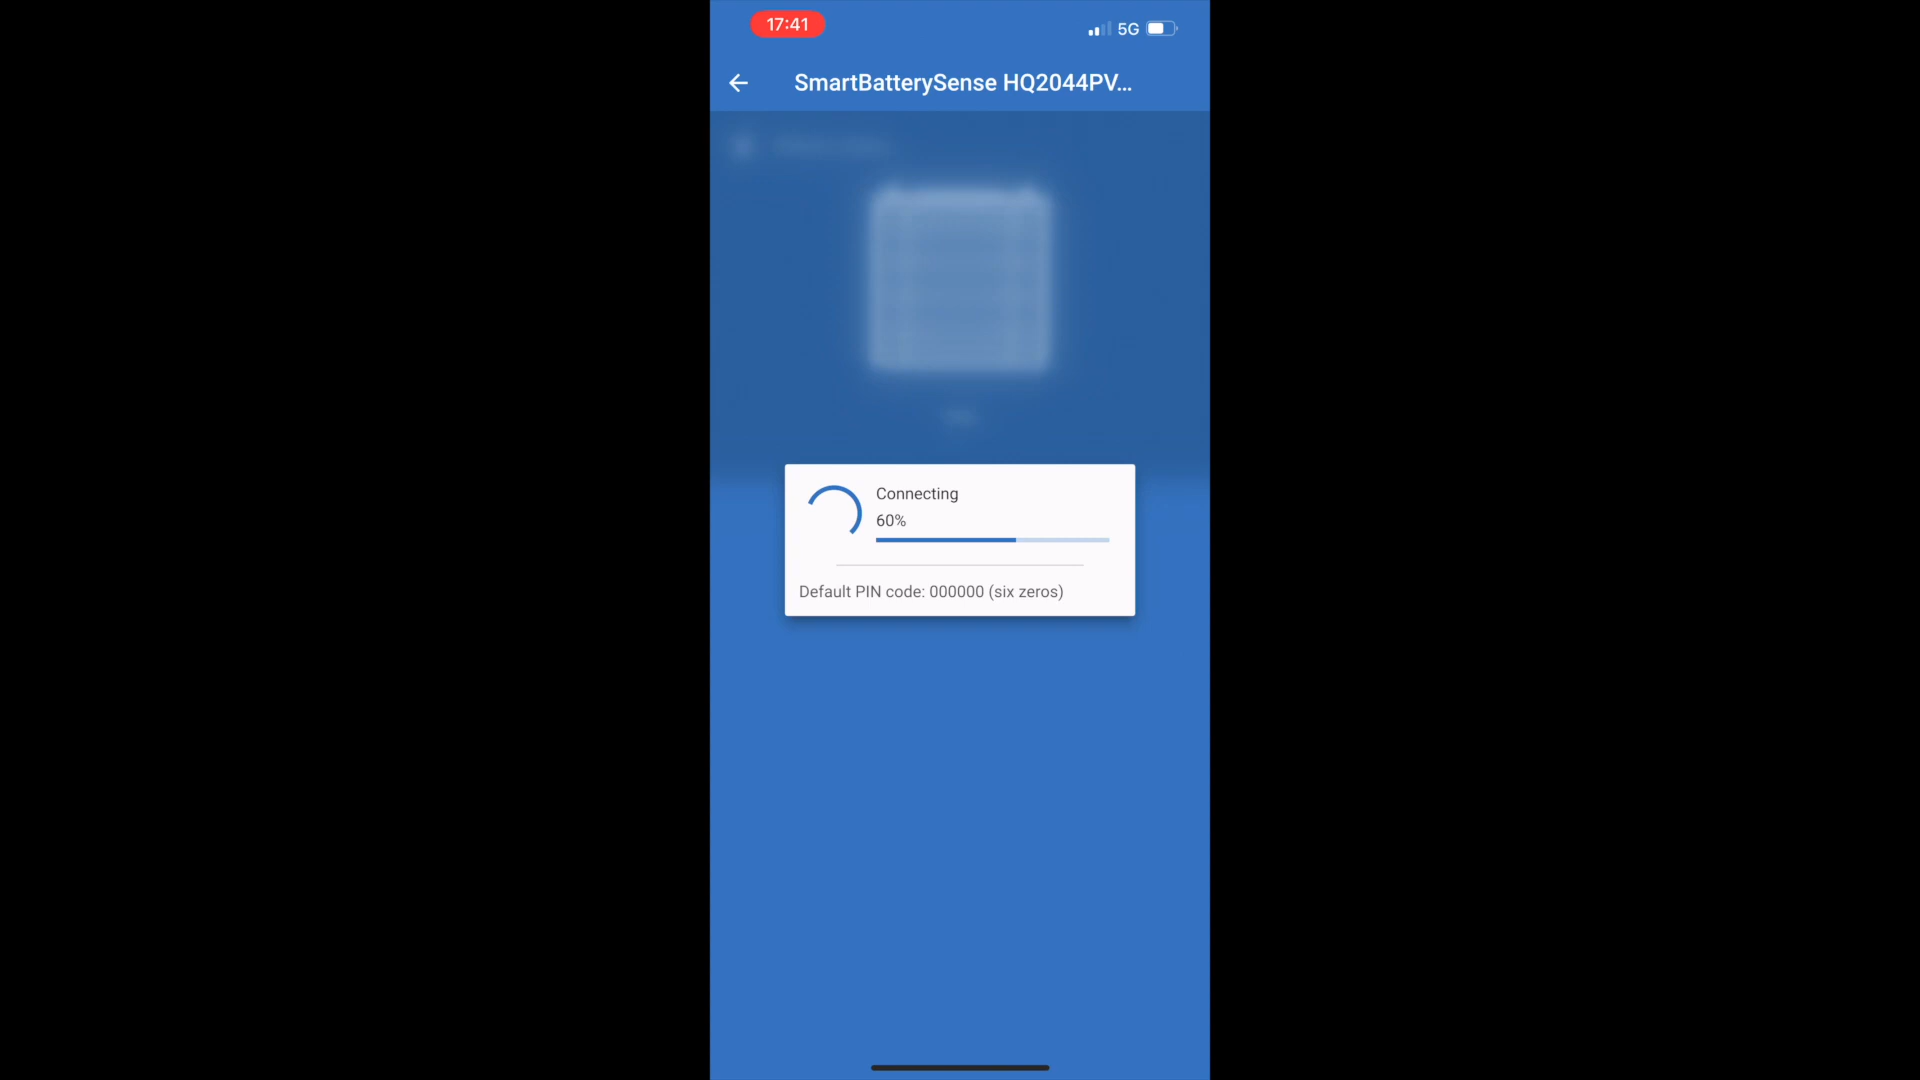 17:41
5G
SmartBatterySense HQ2044PV...
Connecting
60%
Default PIN code: 000000 (six zeros)